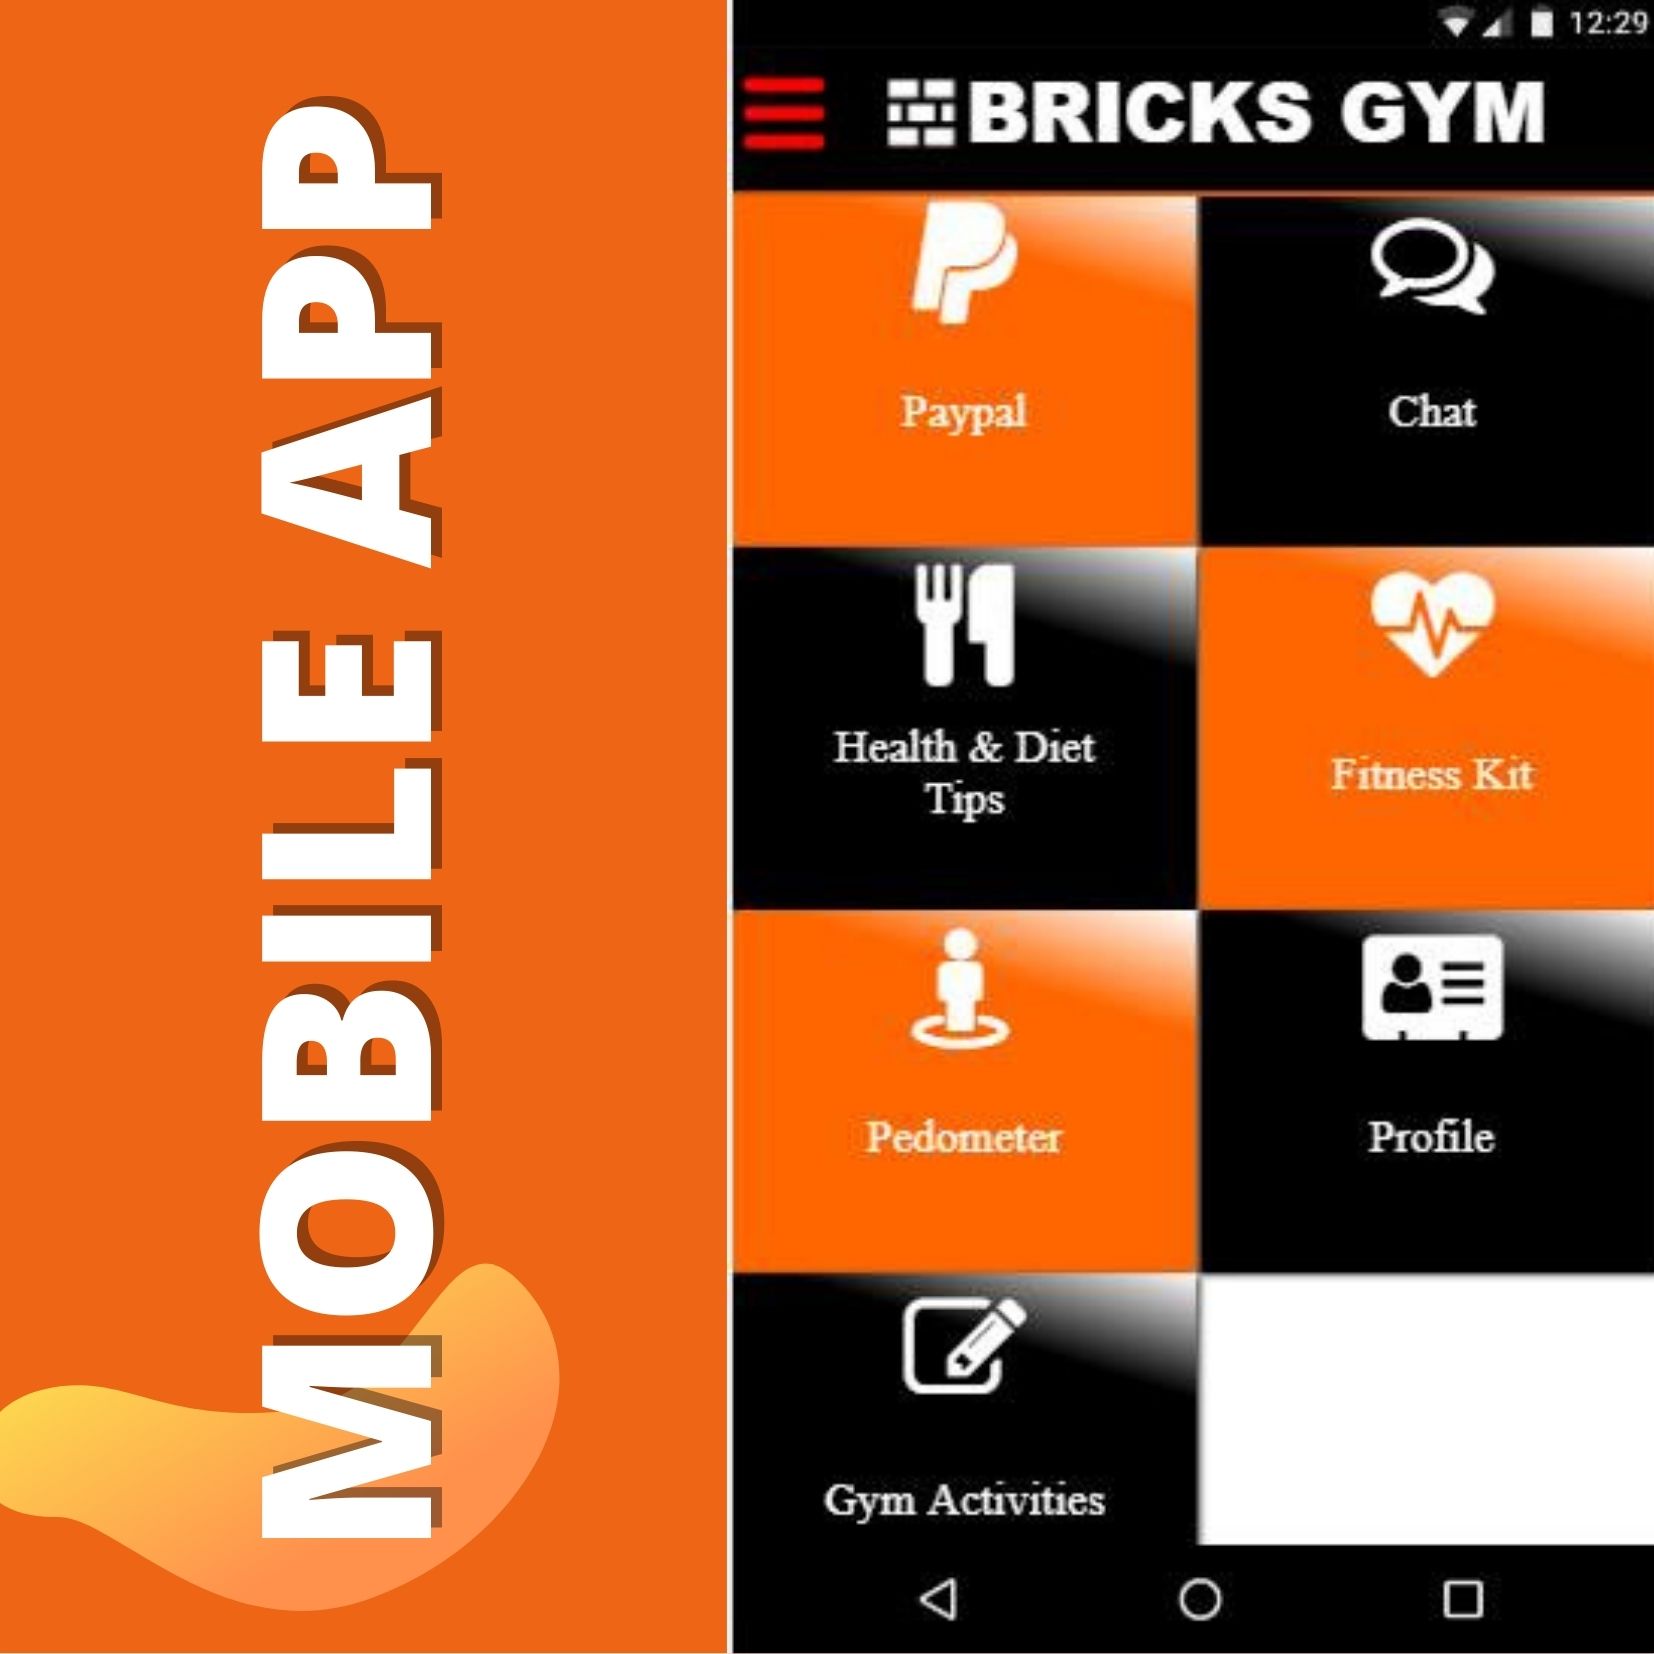 MOBILE APP
12:29
BRICKS GYM
Paypal
Chat
Health & Diet
Tips
Fitness Kit
Pedometer
Profile
Gym Activities